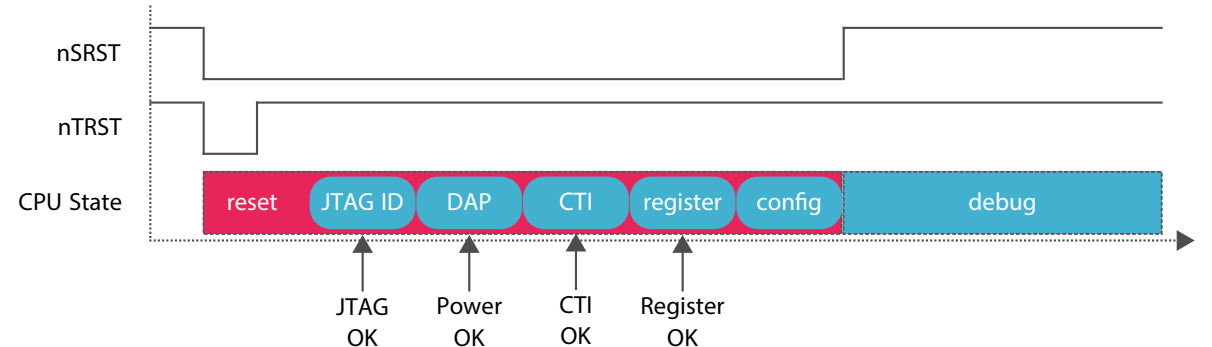 nSRST
nTRST
CPU State
reset
JTAG ID
DAP
CTI
register
config
debug
JTAG
OK
Power
OK
CTI
OK
Register
OK